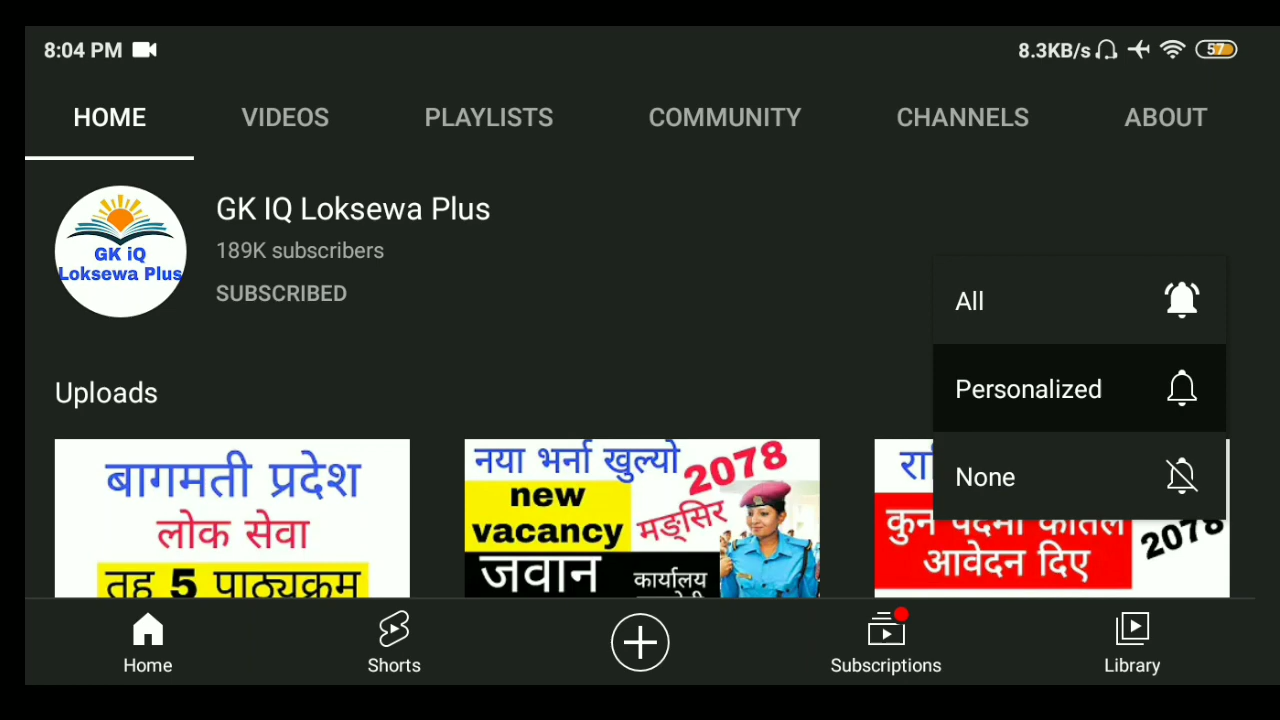 8:04 PM
8.3KB/s
57
HOME VIDEOS PLAYLISTS COMMUNITY CHANNELS ABOUT
GK iQ
Loksewa Plus
GK IQ Loksewa Plus
189K subscribers
SUBSCRIBED
All
Personalized
None
Uploads
बागमती प्रदेश
लोक सेवा
तह 5 पाठ्यक्रम
नया भर्ना खुल्यो
2078
new
vacancy
मङ्सिर
जवान
कार्यालय
कुन पदमा कतिले
आवेदन दिए
2078
Home
Shorts
Subscriptions
Library